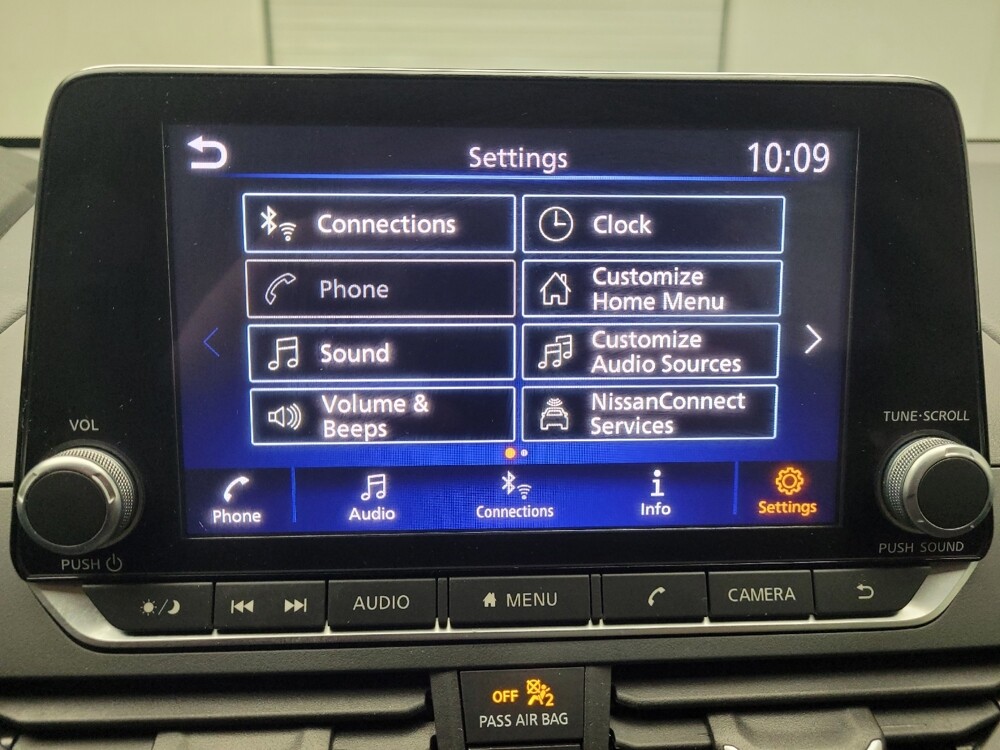 Settings
10:09
Connections
Clock
Phone
Customize
Home Menu
Sound
Customize
Audio Sources
Volume &
Beeps
NissanConnect
Services
Phone
Audio
Connections
Info
Settings
VOL
PUSH
TUNE·SCROLL
PUSH SOUND
AUDIO
MENU
CAMERA
OFF
2
PASS AIR BAG